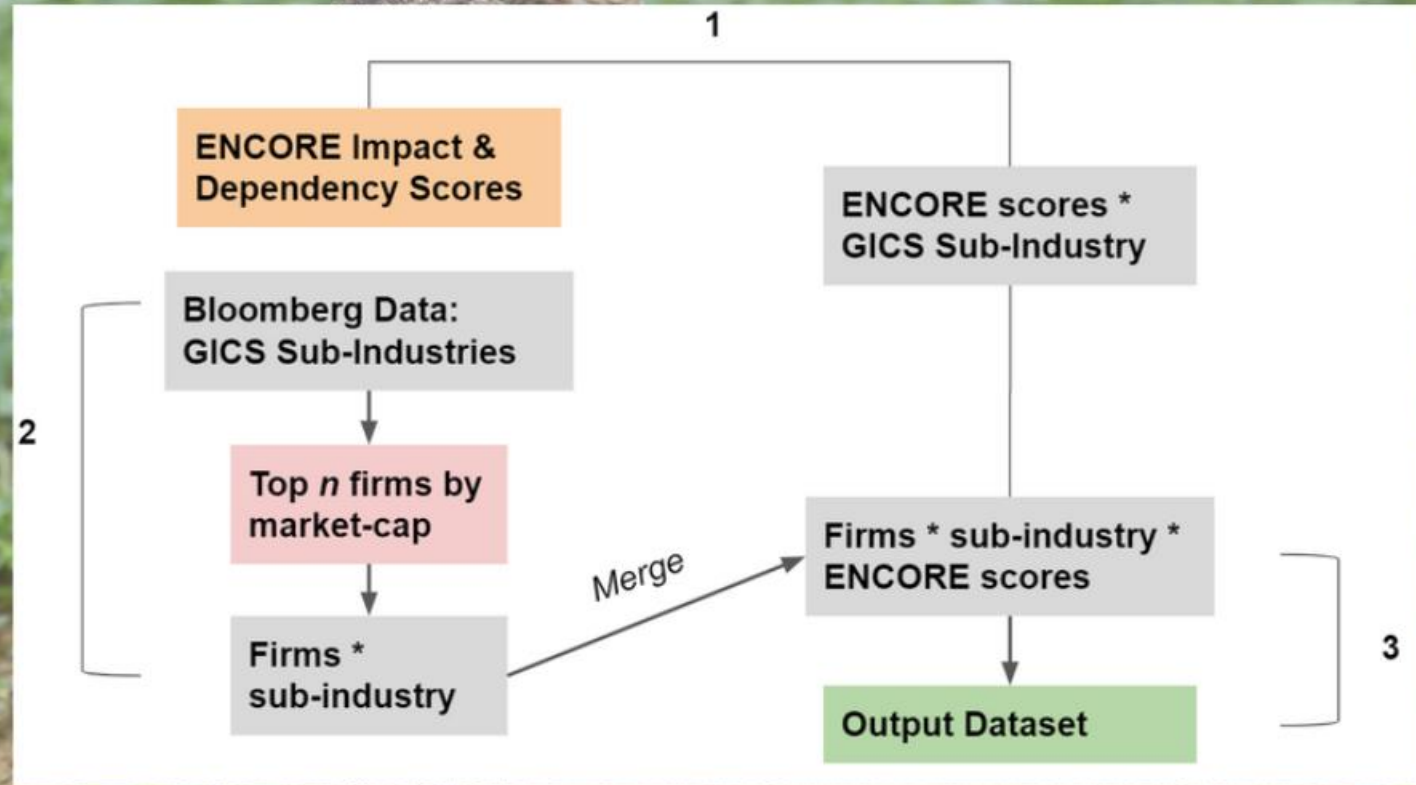 1
ENCORE Impact &
Dependency Scores
ENCORE scores *
GICS Sub-Industry
Bloomberg Data:
GICS Sub-Industries
2
Top n firms by
market-cap
Merge
Firms * sub-industry *
ENCORE scores
Firms *
sub-industry
3
Output Dataset